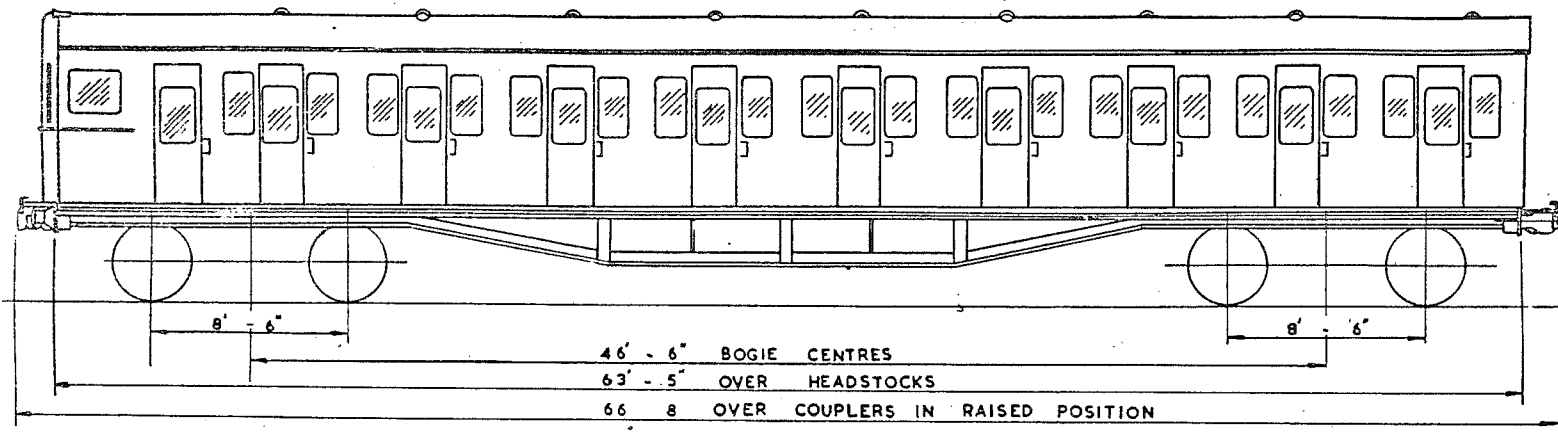 8' - 6"
8' - 6"
46' - 6" BOGIE CENTRES
63' - 5" OVER HEADSTOCKS
66 8 OVER COUPLERS IN RAISED POSITION